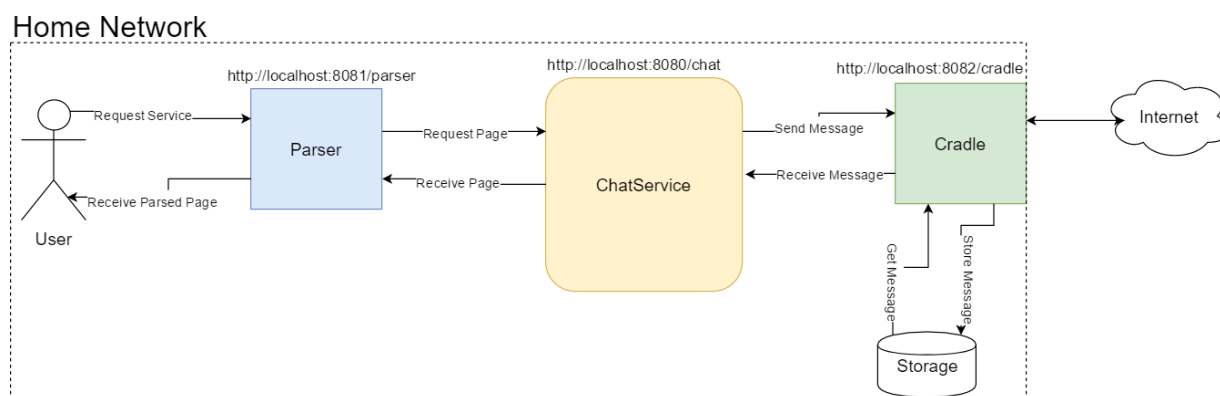 Home Network
http://localhost:8081/parser
http://localhost:8080/chat
http://localhost:8082/cradle
Request Service
Parser
Request Page
ChatService
Send Message
Cradle
Internet
Receive Parsed Page
Receive Page
Receive Message
User
Get Message
Store Message
Storage